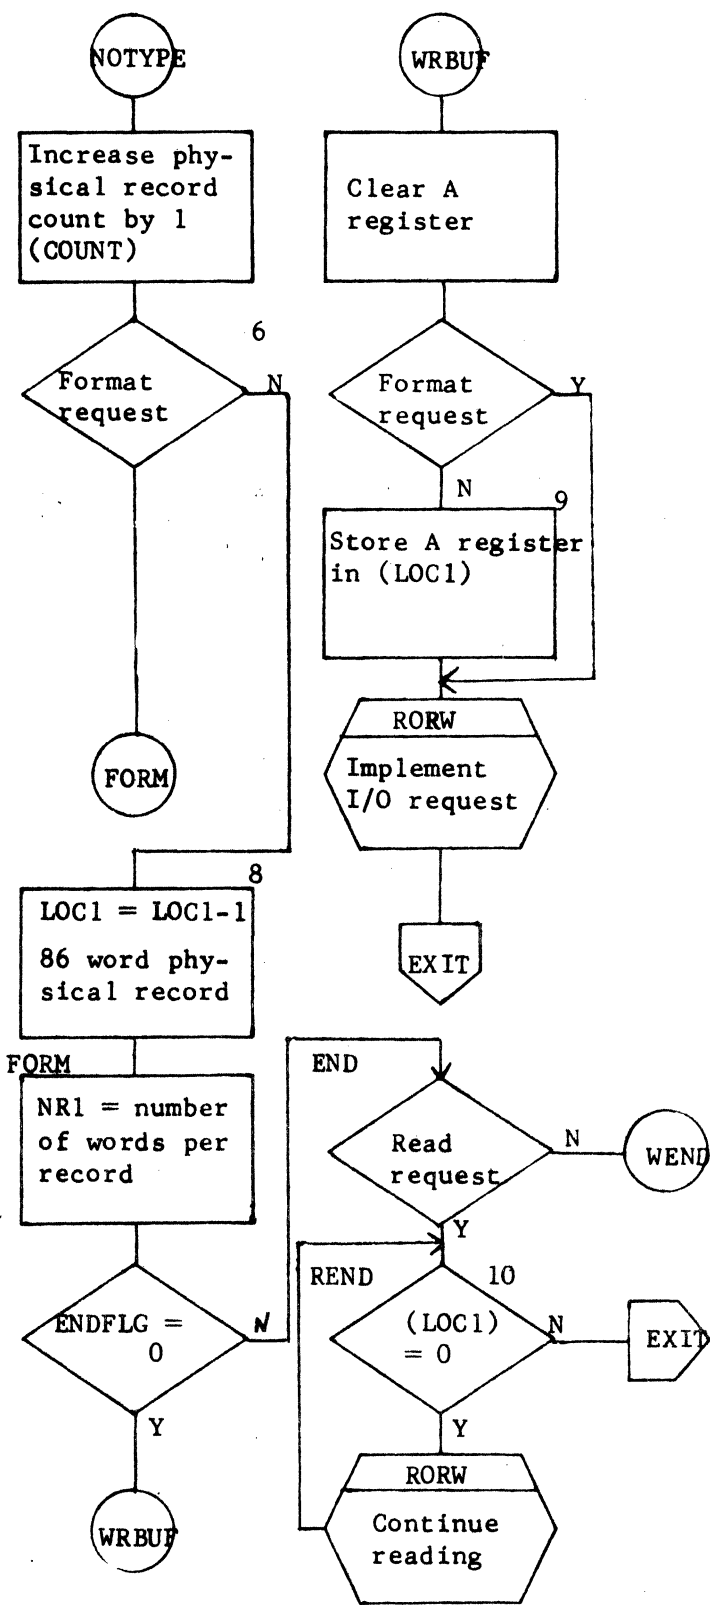 NOTYPE
Increase phy-
sical record
count by 1
(COUNT)
6
Format
request
N
FORM
8
LOC1 = LOC1-1
86 word phy-
sical record
FORM
NR1 = number
of words per
record
ENDFLG =
0
N
Y
WRBUF
WRBUF
Clear A
register
Format
request
Y
N
9
Store A register
in (LOC1)
RORW
Implement
I/O request
EXIT
END
Read
request
N
WEND
Y
REND
10
(LOC1)
= 0
N
EXIT
Y
RORW
Continue
reading